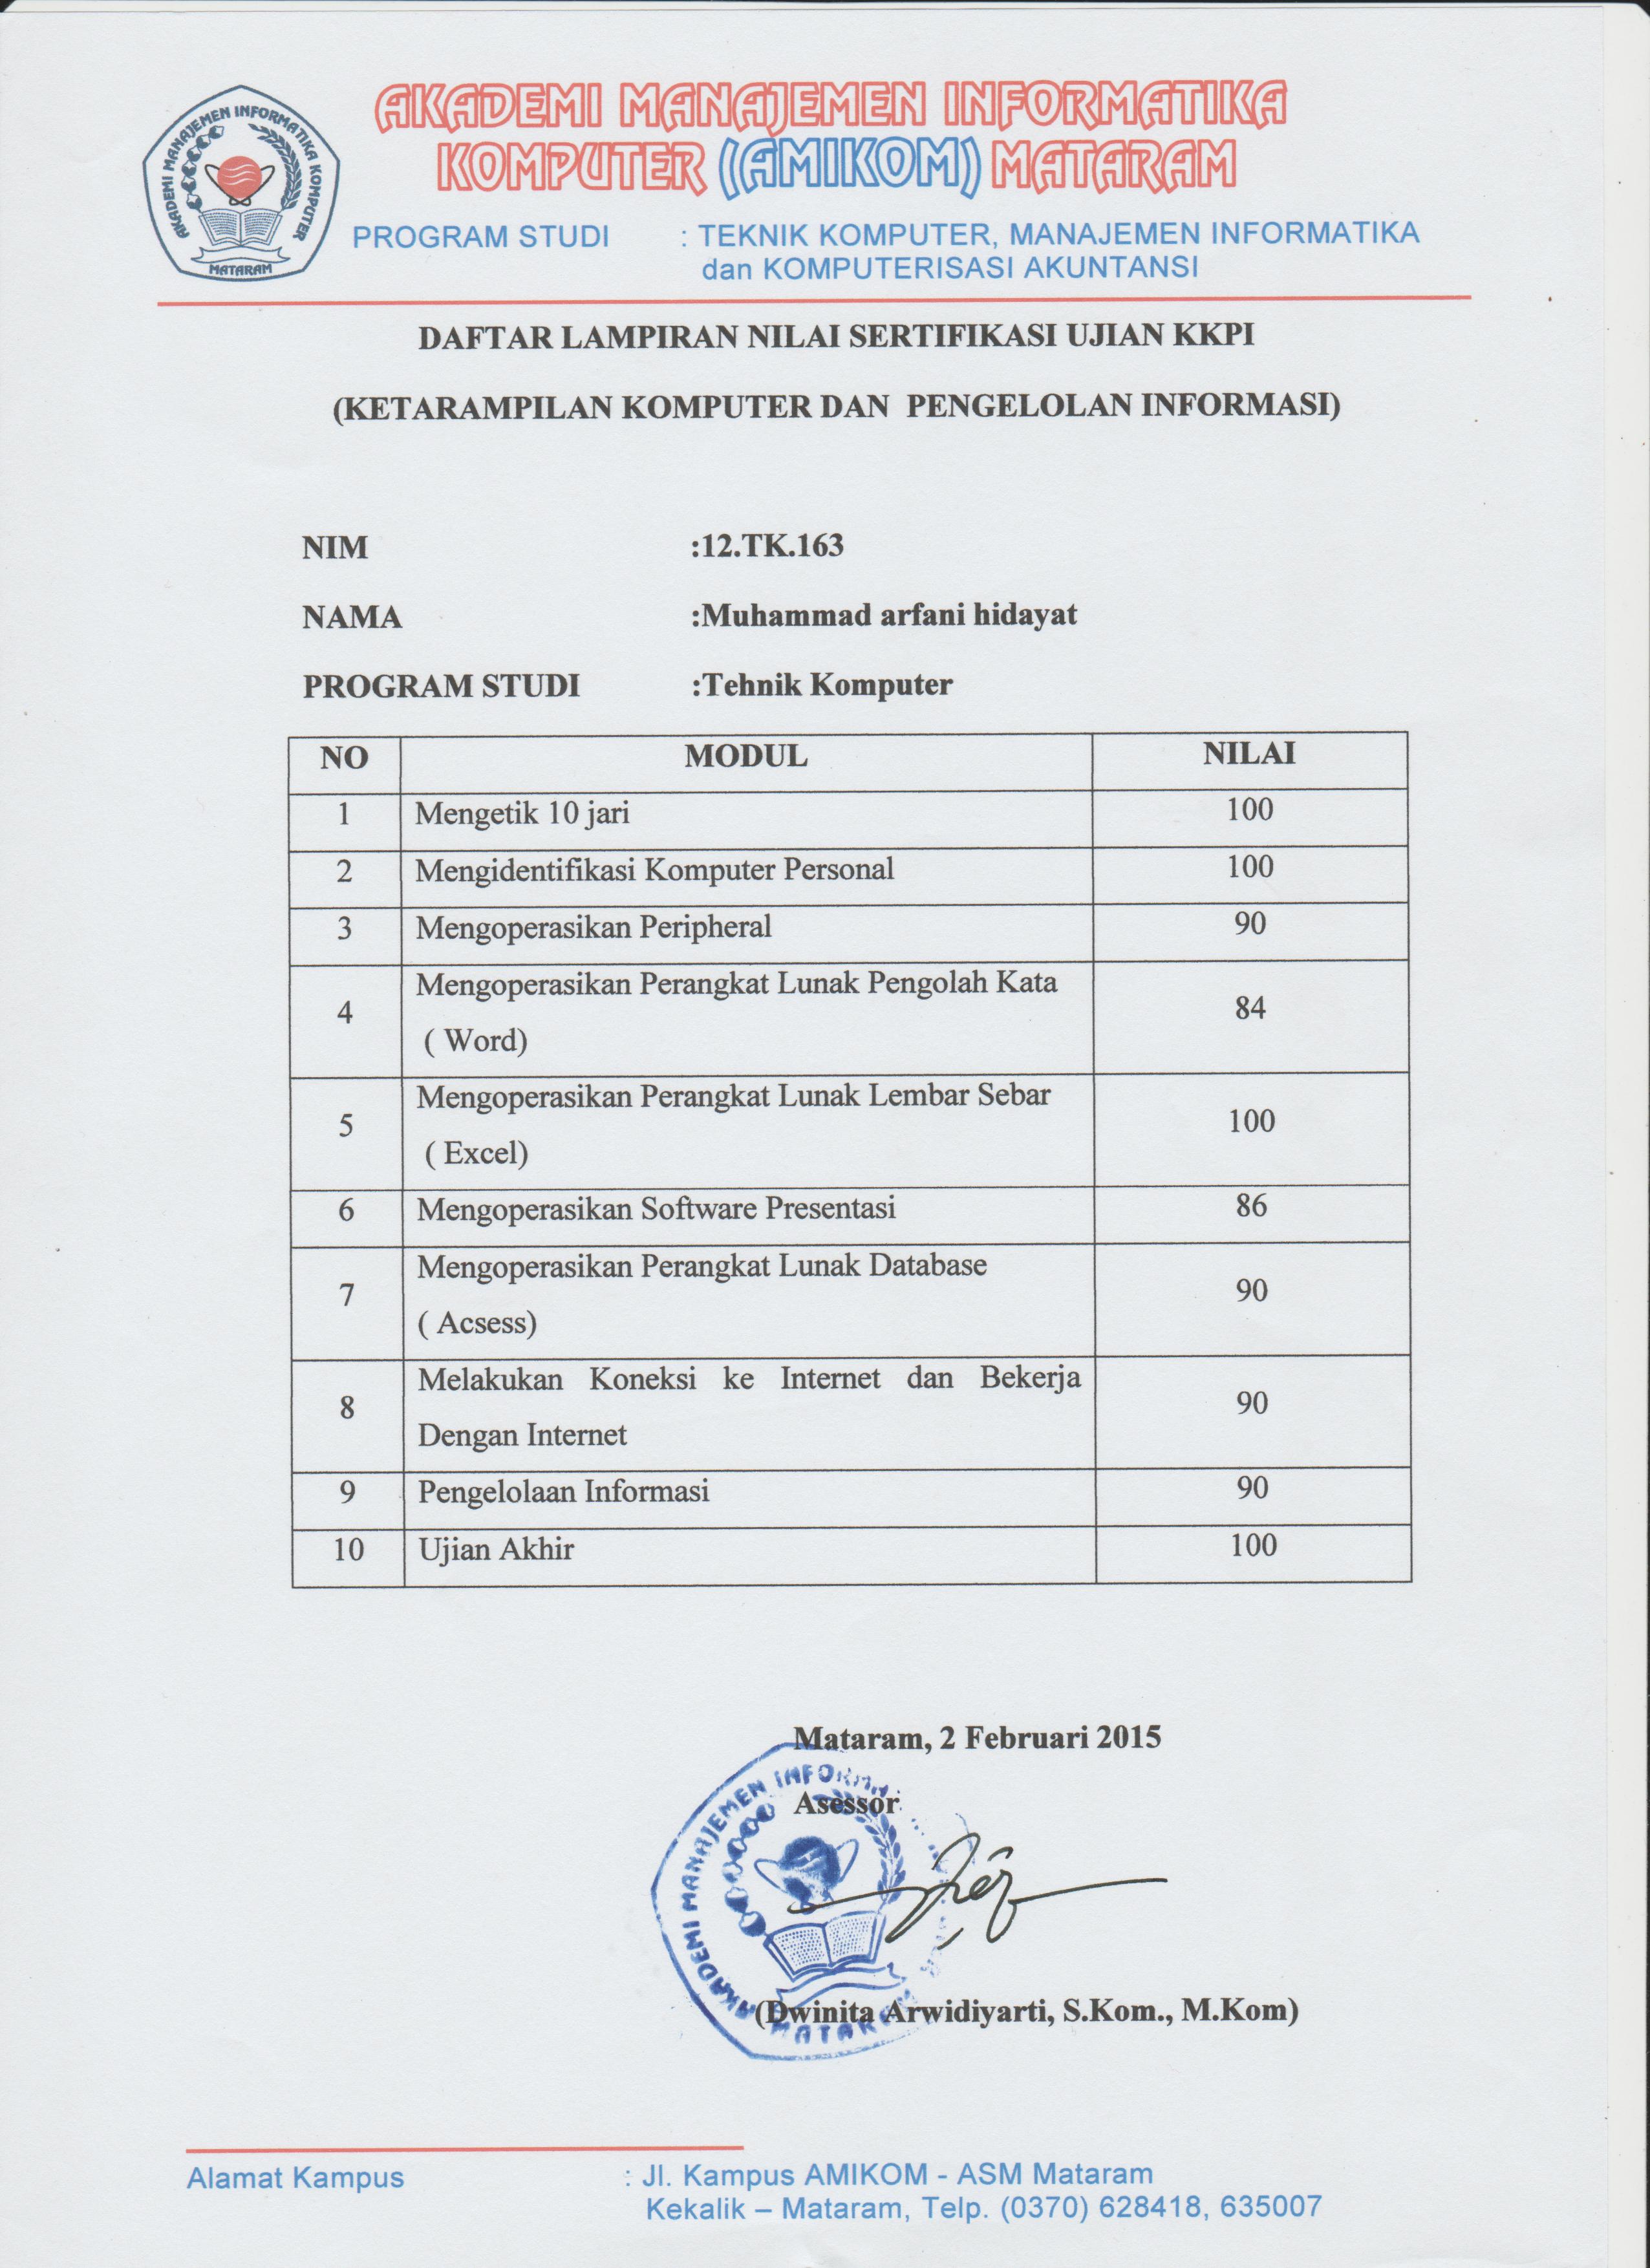 AKADEMI MANAJEMEN INFORMATIKA KOMPUTER
MATARAM
AKADEMI MANAJEMEN INFORMATIKA
KOMPUTER (AMIKOM) MATARAM
PROGRAM STUDI : TEKNIK KOMPUTER, MANAJEMEN INFORMATIKA
dan KOMPUTERISASI AKUNTANSI
DAFTAR LAMPIRAN NILAI SERTIFIKASI UJIAN KKPI
(KETARAMPILAN KOMPUTER DAN PENGELOLAN INFORMASI)
NIM :12.TK.163
NAMA :Muhammad arfani hidayat
PROGRAM STUDI :Tehnik Komputer
NO MODUL NILAI
1 Mengetik 10 jari 100
2 Mengidentifikasi Komputer Personal 100
3 Mengoperasikan Peripheral 90
4 Mengoperasikan Perangkat Lunak Pengolah Kata 84
( Word)
5 Mengoperasikan Perangkat Lunak Lembar Sebar 100
( Excel)
6 Mengoperasikan Software Presentasi 86
7 Mengoperasikan Perangkat Lunak Database 90
( Acsess)
8 Melakukan Koneksi ke Internet dan Bekerja 90
Dengan Internet
9 Pengelolaan Informasi 90
10 Ujian Akhir 100
Mataram, 2 Februari 2015
Asessor
AKADEMI MANAJEMEN
MATARAM
(Dwinita Arwidiyarti, S.Kom., M.Kom)
Alamat Kampus : Jl. Kampus AMIKOM - ASM Mataram
Kekalik – Mataram, Telp. (0370) 628418, 635007